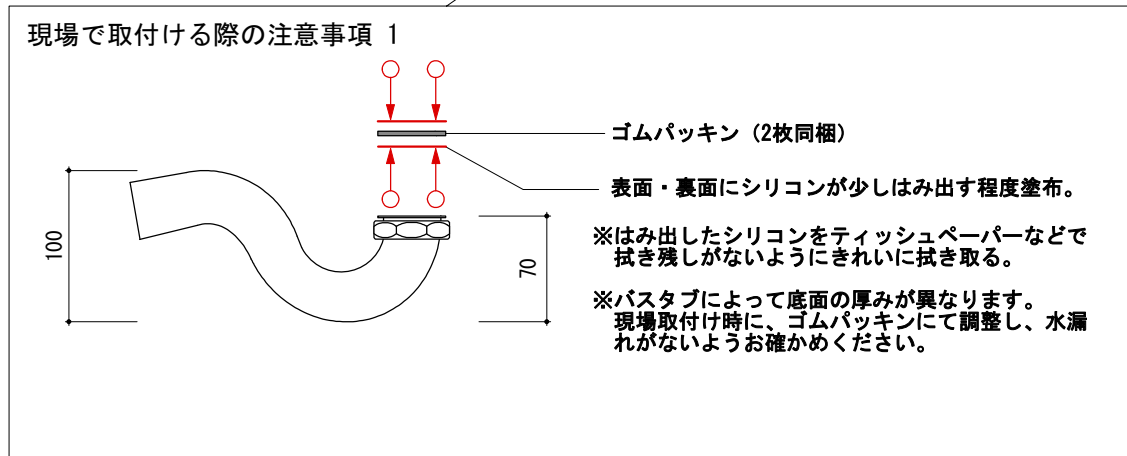 現場で取付ける際の注意事項 1
ゴムパッキン（2枚同梱）
表面・裏面にシリコンが少しはみ出す程度塗布。
※はみ出したシリコンをティッシュペーパーなどで
拭き残しがないようにきれいに拭き取る。
※バスタブによって底面の厚みが異なります。
現場取付け時に、ゴムパッキンにて調整し、水漏
れがないようお確かめください。
100
70